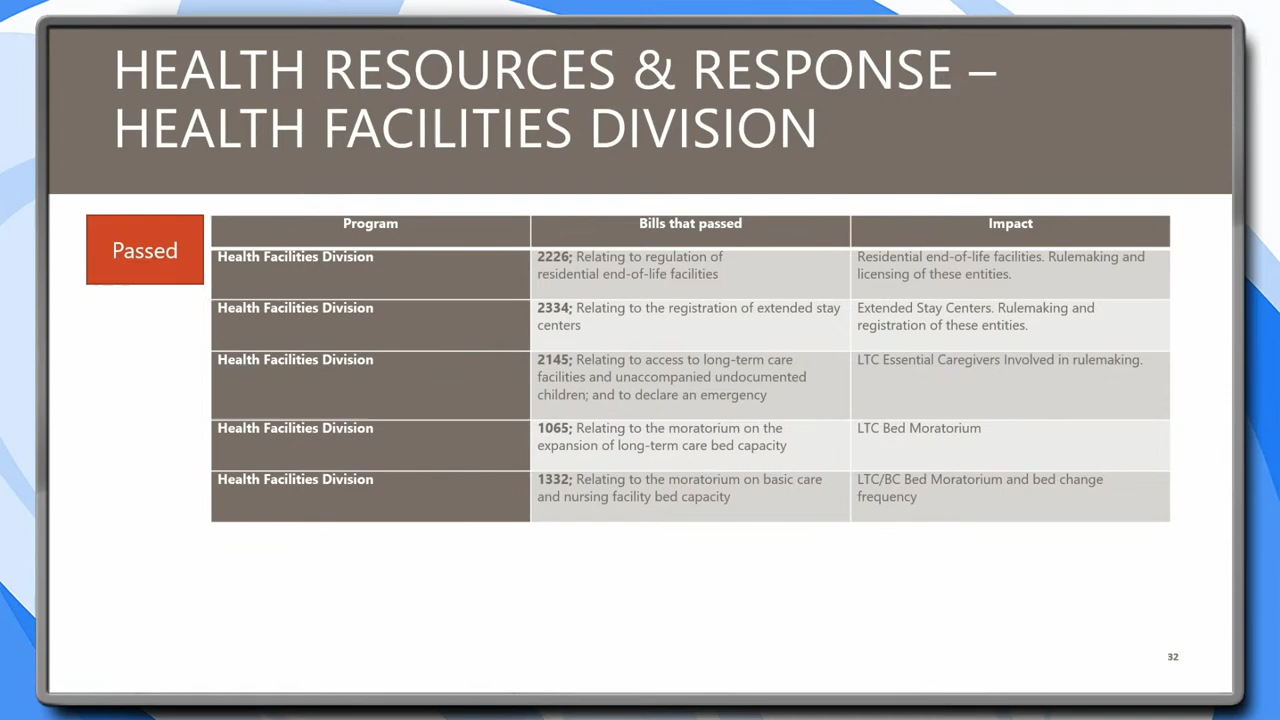 HEALTH RESOURCES & RESPONSE –
HEALTH FACILITIES DIVISION
Passed
Program
Bills that passed
Impact
Health Facilities Division
2226; Relating to regulation of
residential end-of-life facilities
Residential end-of-life facilities. Rulemaking and
licensing of these entities.
Health Facilities Division
2334; Relating to the registration of extended stay
centers
Extended Stay Centers. Rulemaking and
registration of these entities.
Health Facilities Division
2145; Relating to access to long-term care
facilities and unaccompanied undocumented
children; and to declare an emergency
LTC Essential Caregivers Involved in rulemaking.
Health Facilities Division
1065; Relating to the moratorium on the
expansion of long-term care bed capacity
LTC Bed Moratorium
Health Facilities Division
1332; Relating to the moratorium on basic care
and nursing facility bed capacity
LTC/BC Bed Moratorium and bed change
frequency
32